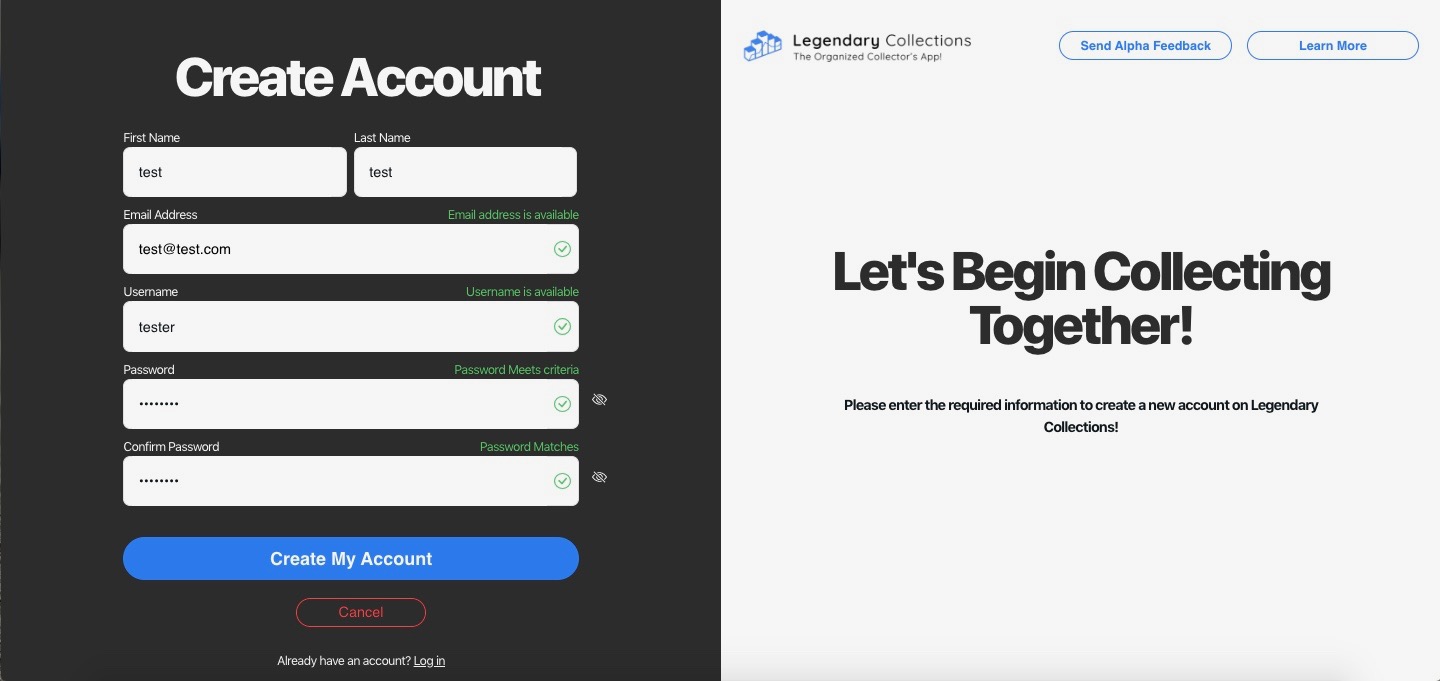 Create Account
First Name
Last Name
test
test
Email Address
Email address is available
test@test.com
Username
Username is available
tester
Password
Password Meets criteria
••••••••
Confirm Password
Password Matches
••••••••
Create My Account
Cancel
Already have an account? Log in
Legendary Collections
The Organized Collector's App!
Send Alpha Feedback
Learn More
Let's Begin Collecting
Together!
Please enter the required information to create a new account on Legendary
Collections!